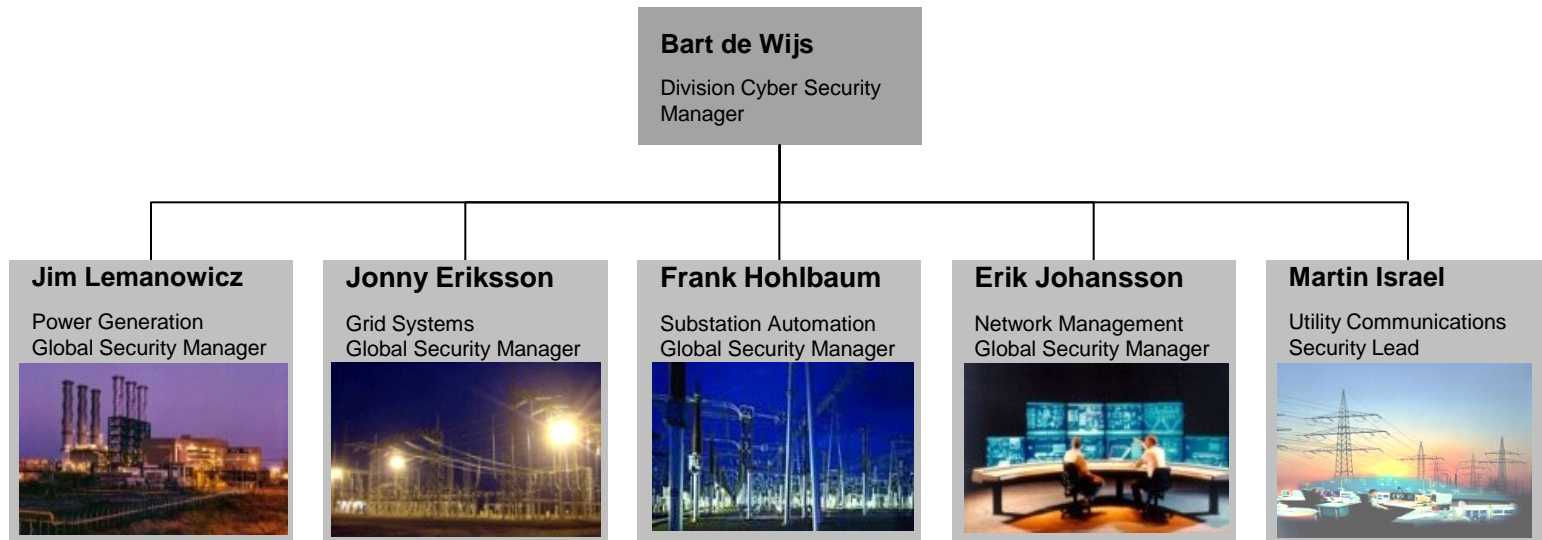 Bart de Wijs
Division Cyber Security
Manager
Jim Lemanowicz
Power Generation
Global Security Manager
Jonny Eriksson
Grid Systems
Global Security Manager
Frank Hohlbaum
Substation Automation
Global Security Manager
Erik Johansson
Network Management
Global Security Manager
Martin Israel
Utility Communications
Security Lead